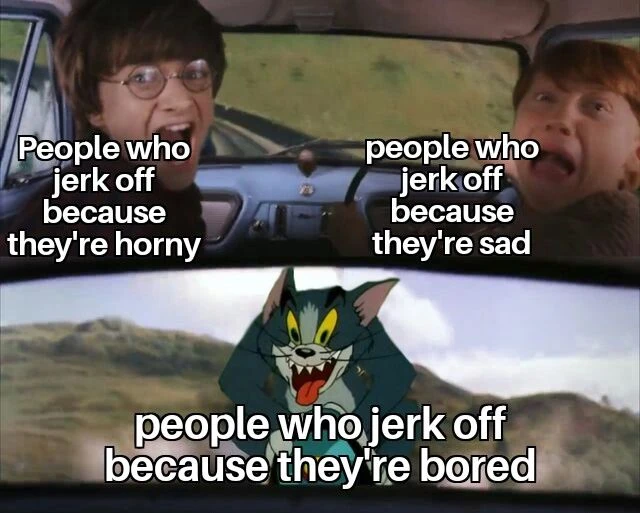 People who
jerk off
because
they're horny
people who
jerk off
because
they're sad
people who jerk off
because they're bored